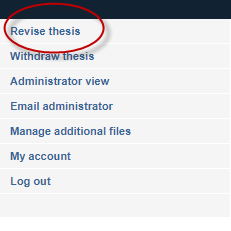 Revise thesis
Withdraw thesis
Administrator view
Email administrator
Manage additional files
My account
Log out